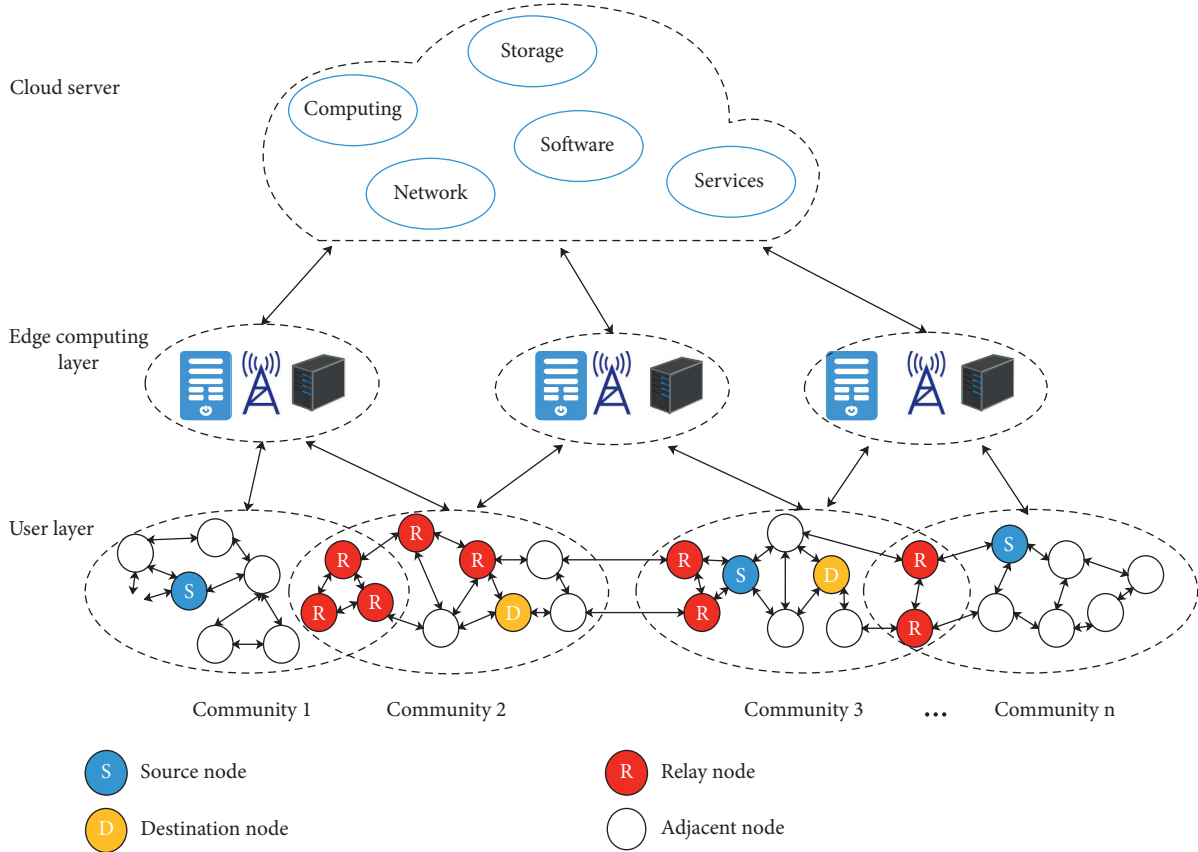 Cloud server
Storage
Computing
Software
Network
Services
Edge computing
layer
User layer
R
R
R
R
R
S
R
D
R
R
S
D
R
R
S
Community 1
Community 2
Community 3
...
Community n
S
Source node
R
Relay node
D
Destination node
Adjacent node